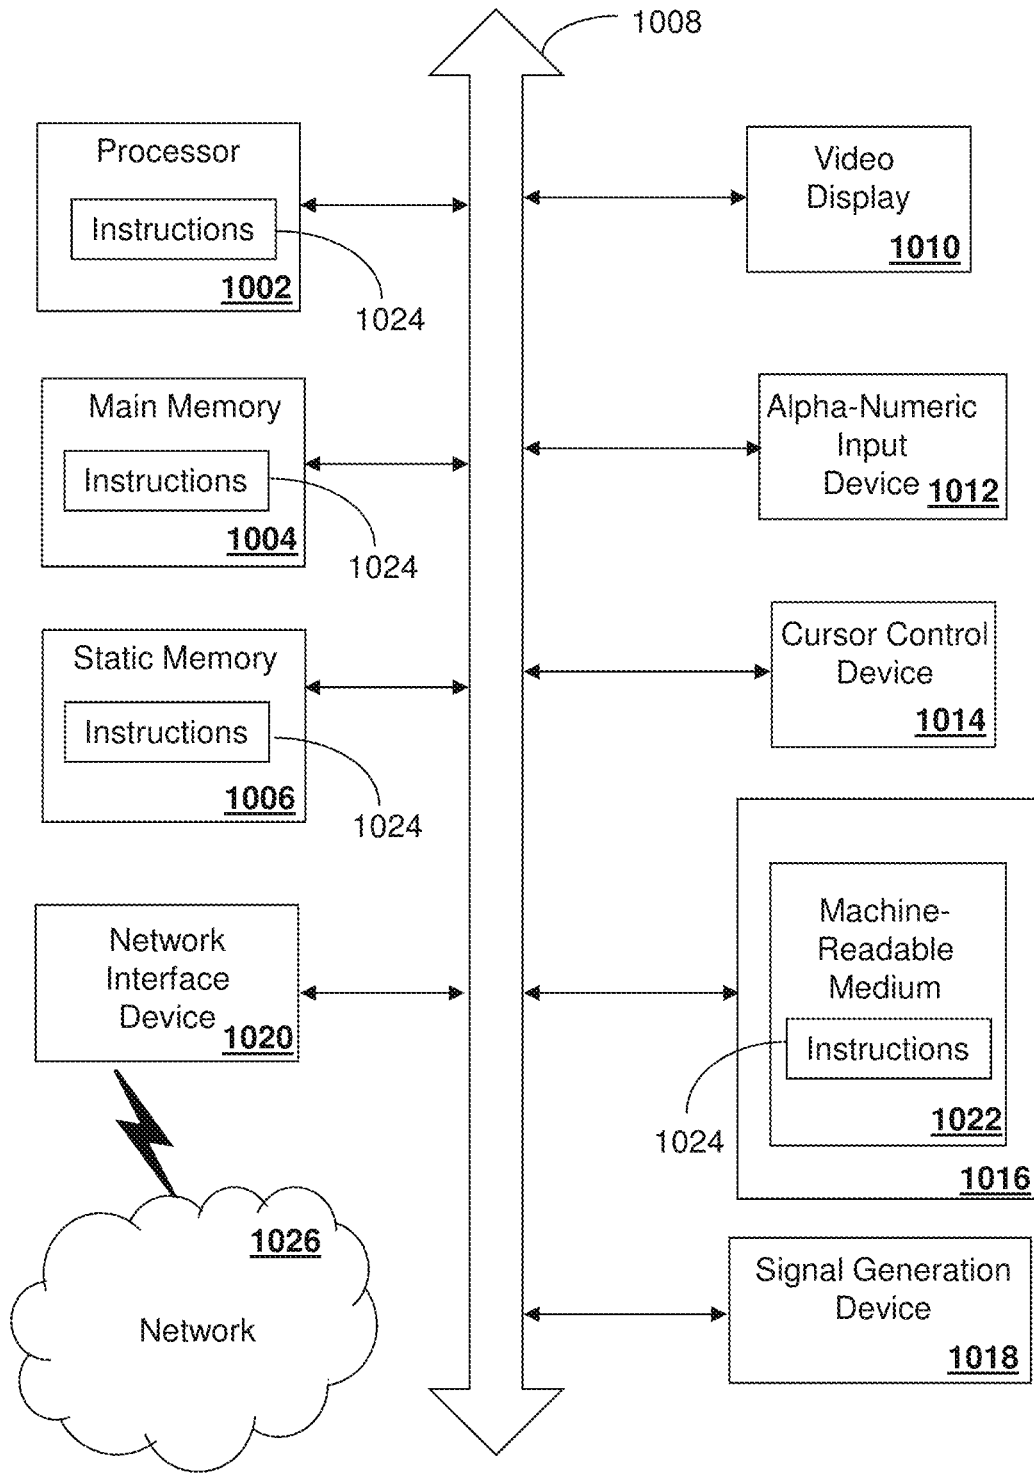 1008
Processor
Instructions
1002
1024
Main Memory
Instructions
1004
1024
Static Memory
Instructions
1006
1024
Network
Interface
Device
1020
1026
Network
Video
Display
1010
Alpha-Numeric
Input
Device
1012
Cursor Control
Device
1014
Machine-
Readable
Medium
Instructions
1022
1024
1016
Signal Generation
Device
1018